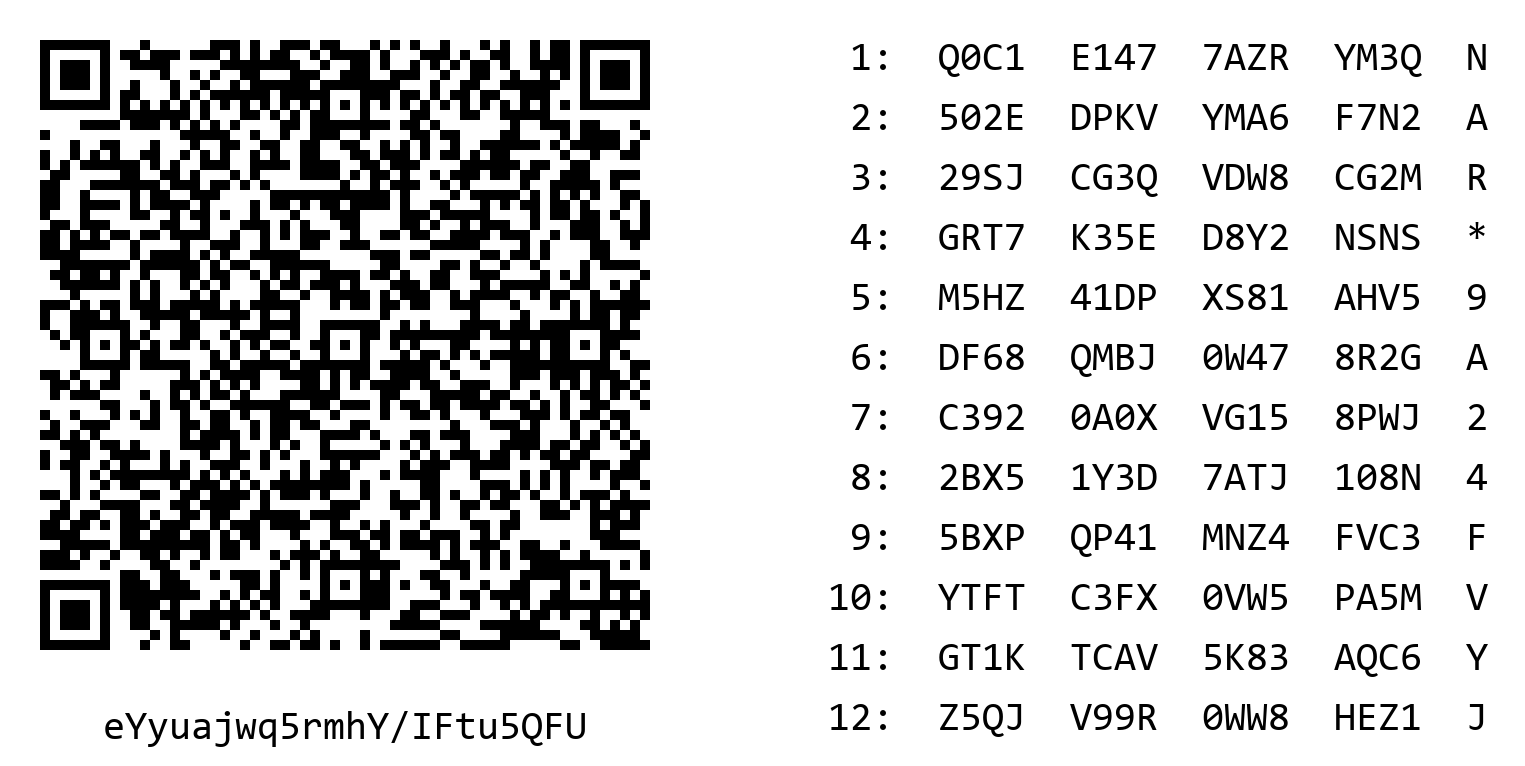 1: Q0C1 E147 7AZR YM3Q N
2: 502E DPKV YMA6 F7N2 A
3: 29SJ CG3Q VDW8 CG2M R
4: GRT7 K35E D8Y2 NSNS *
5: M5HZ 41DP XS81 AHV5 9
6: DF68 QMBJ 0W47 8R2G A
7: C392 0A0X VG15 8PWJ 2
8: 2BX5 1Y3D 7ATJ 108N 4
9: 5BXP QP41 MNZ4 FVC3 F
10: YTFT C3FX 0VW5 PA5M V
11: GT1K TCAV 5K83 AQC6 Y
12: Z5QJ V99R 0WW8 HEZ1 J
eYyuajwq5rmhY/IFtu5QFU